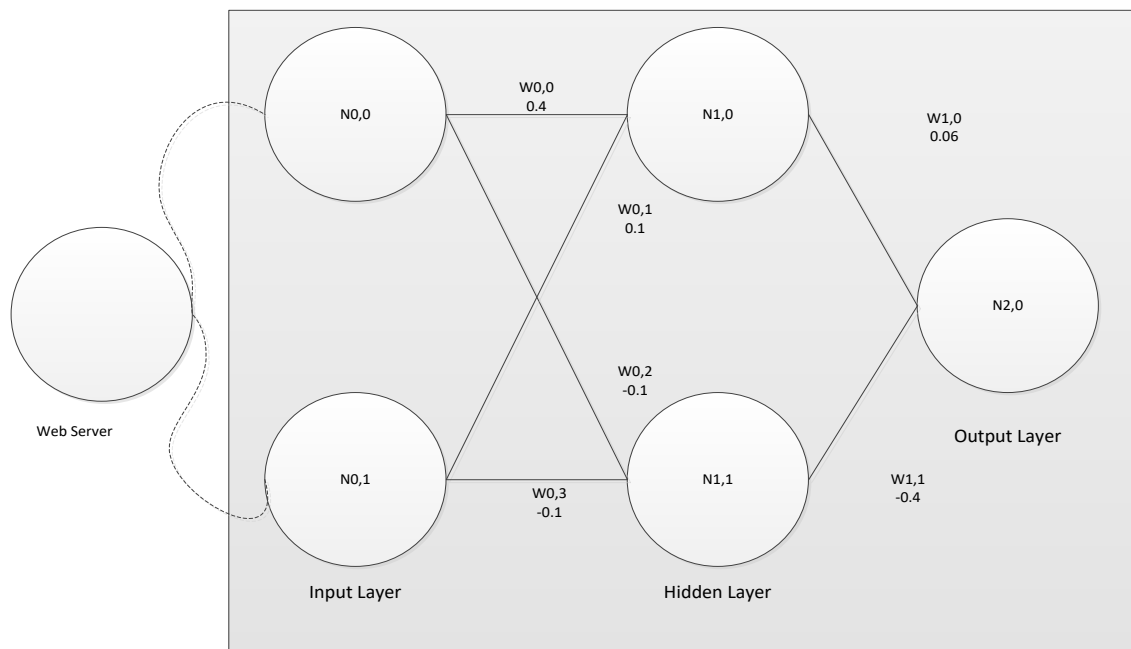 W0,0
0.4
N0,0
N1,0
W1,0
0.06
W0,1
0.1
N2,0
Web Server
W0,2
-0.1
Output Layer
N0,1
W0,3
-0.1
N1,1
W1,1
-0.4
Input Layer
Hidden Layer